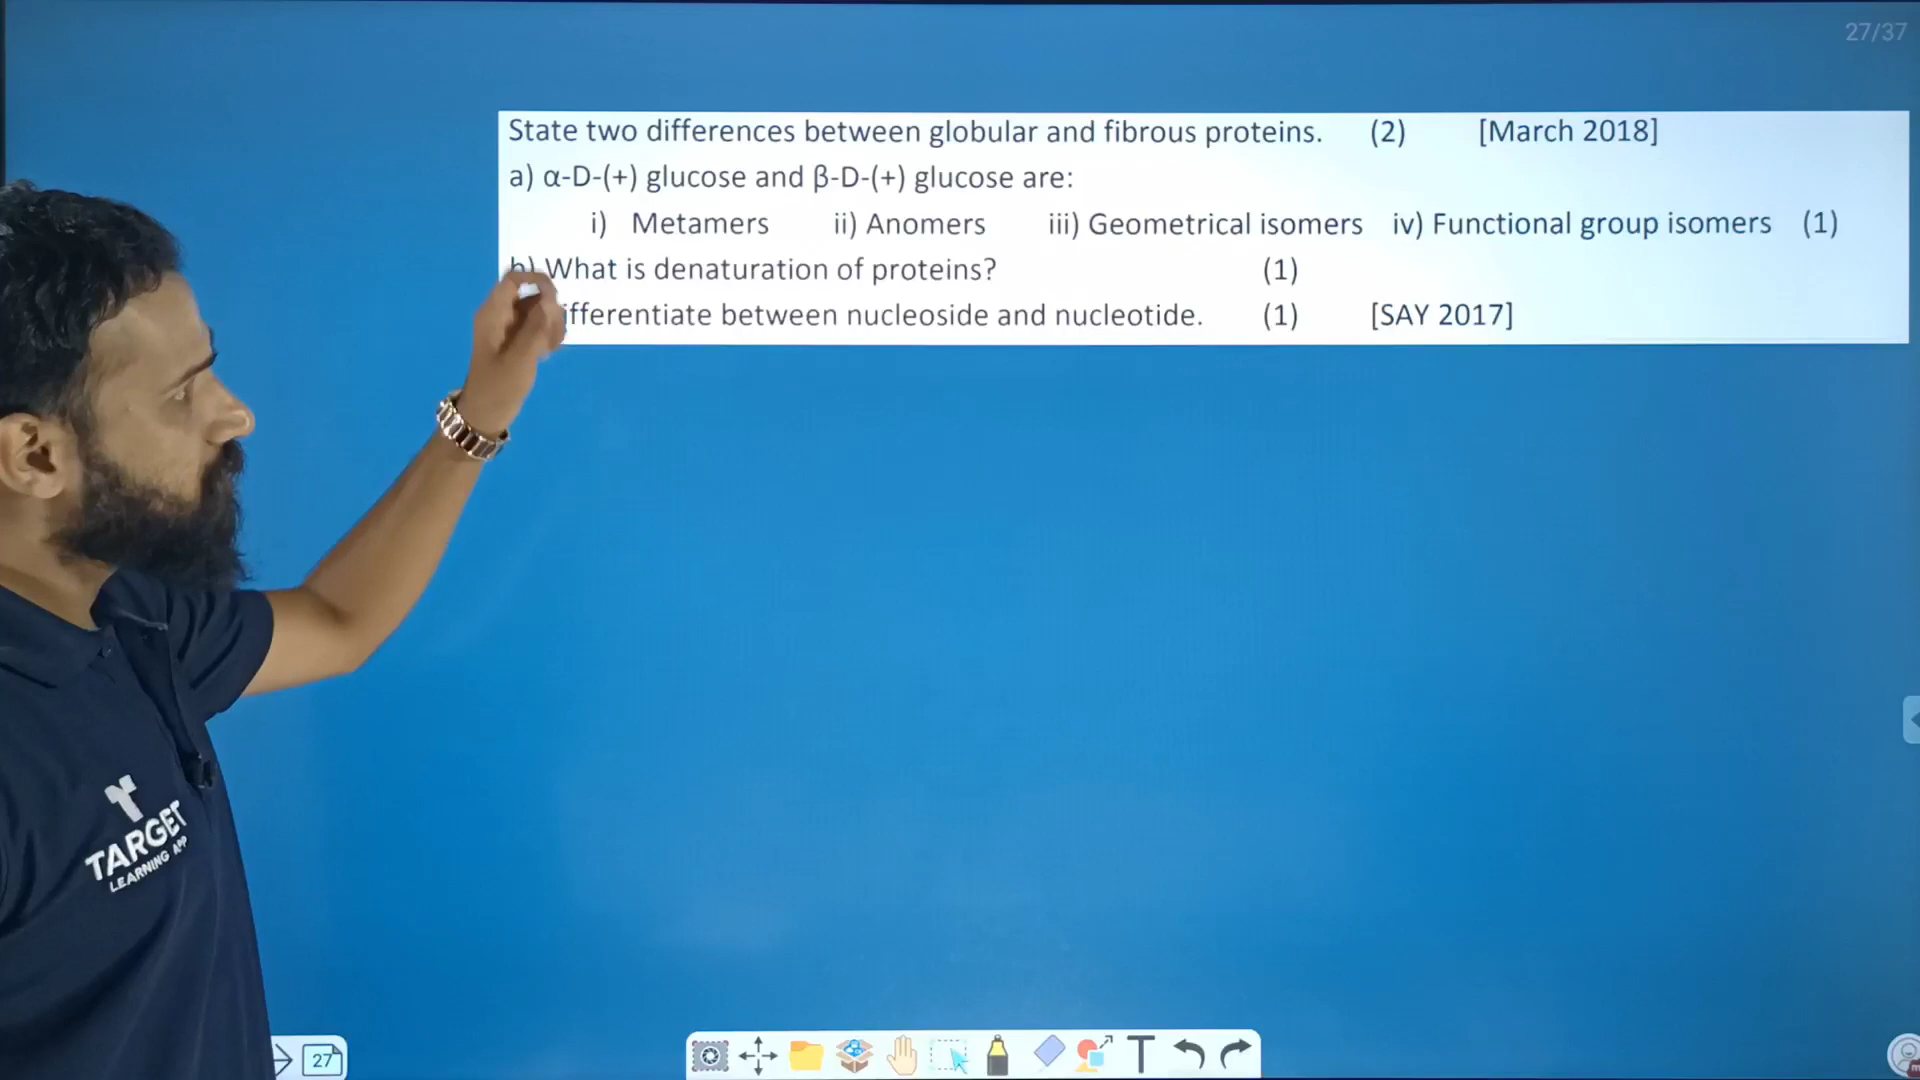 27/37
State two differences between globular and fibrous proteins. (2) [March 2018]
a) α-D-(+) glucose and β-D-(+) glucose are:
i) Metamers ii) Anomers iii) Geometrical isomers iv) Functional group isomers (1)
b) What is denaturation of proteins? (1)
ifferentiate between nucleoside and nucleotide. (1) [SAY 2017]
TARGET
LEARNING APP
27
T